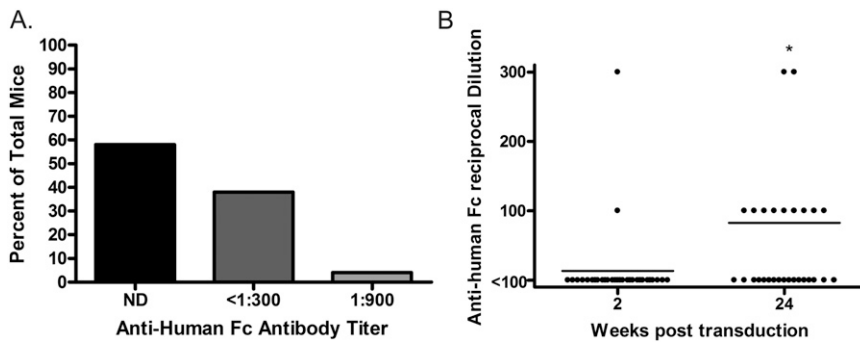 A.
Percent of Total Mice
100
90
80
70
60
50
40
30
20
10
0
ND
<1:300
1:900
Anti-Human Fc Antibody Titer
B
Anti-human Fc reciprocal Dilution
300
200
100
<100
*
2
24
Weeks post transduction